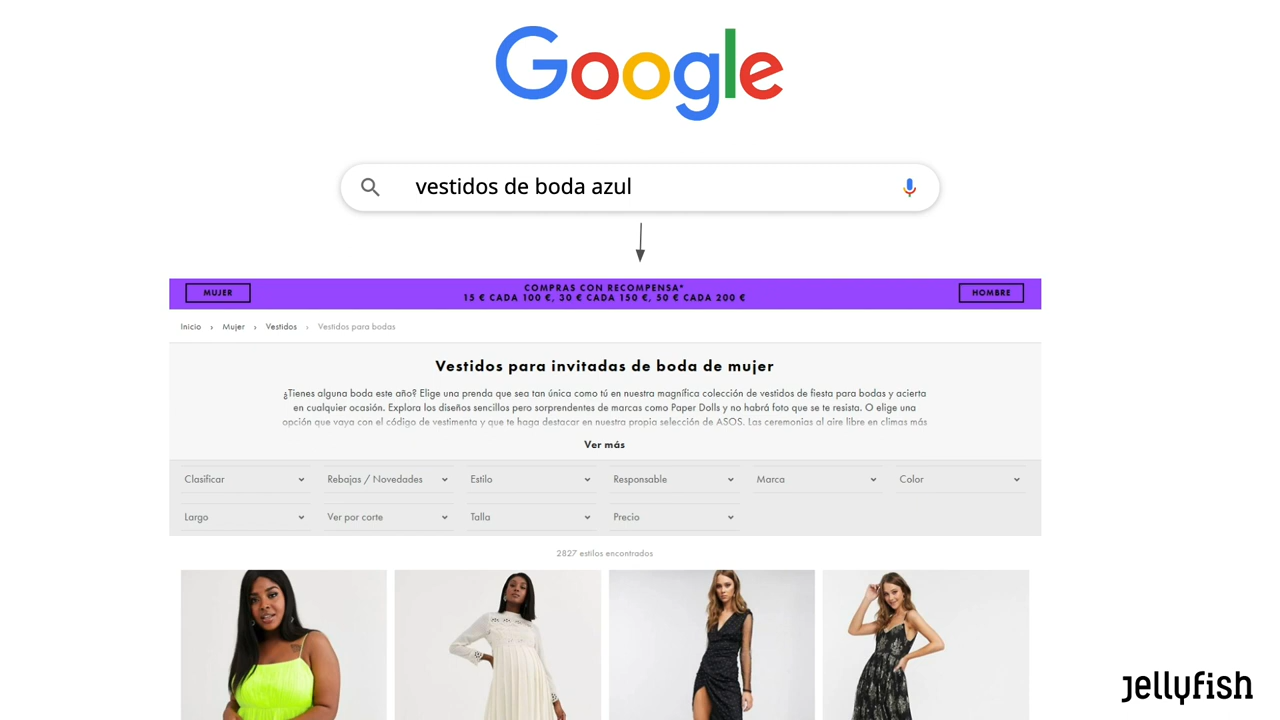 Google
vestidos de boda azul
MUJER
COMPRAS CON RECOMPENSA*
15 € CADA 100 €, 30 € CADA 150 €, 50 € CADA 200 €
HOMBRE
Inicio › Mujer › Vestidos › Vestidos para bodas
Vestidos para invitadas de boda de mujer
¿Tienes alguna boda este año? Elige una prenda que sea tan única como tú en nuestra magnífica colección de vestidos de fiesta para bodas y acierta
en cualquier ocasión. Explora los diseños sencillos pero sorprendentes de marcas como Paper Dolls y no habrá foto que se te resista. O elige una
opción que vaya con el código de vestimenta y que te haga destacar en nuestra propia selección de ASOS. Las ceremonias al aire libre en climas más
Ver más
Clasificar Rebajas / Novedades Estilo Responsable Marca Color
Largo Ver por corte Talla Precio
2827 estilos encontrados
jellyfish